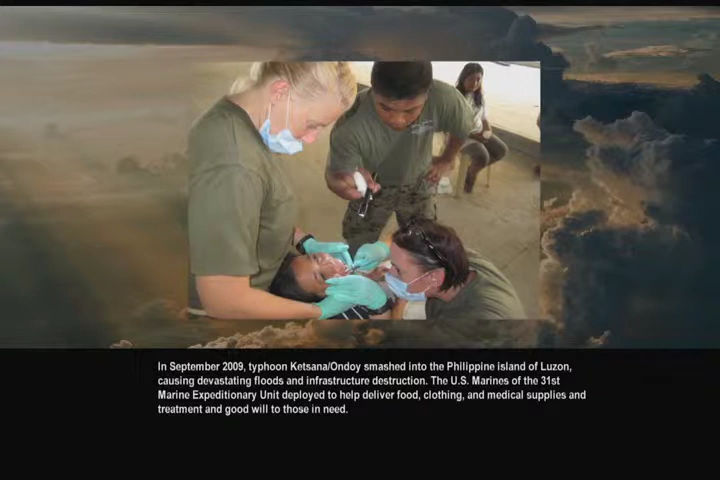 In September 2009, typhoon Ketsana/Ondoy smashed into the Philippine island of Luzon,
causing devastating floods and infrastructure destruction. The U.S. Marines of the 31st
Marine Expeditionary Unit deployed to help deliver food, clothing, and medical supplies and
treatment and good will to those in need.